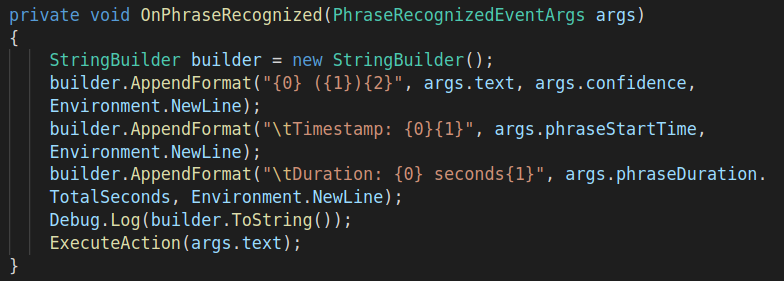 private void OnPhraseRecognized(PhraseRecognizedEventArgs args)
{
    StringBuilder builder = new StringBuilder();
    builder.AppendFormat("{0} ({1}){2}", args.text, args.confidence,
    Environment.NewLine);
    builder.AppendFormat("\tTimestamp: {0}{1}", args.phraseStartTime,
    Environment.NewLine);
    builder.AppendFormat("\tDuration: {0} seconds{1}", args.phraseDuration.
    TotalSeconds, Environment.NewLine);
    Debug.Log(builder.ToString());
    ExecuteAction(args.text);
}